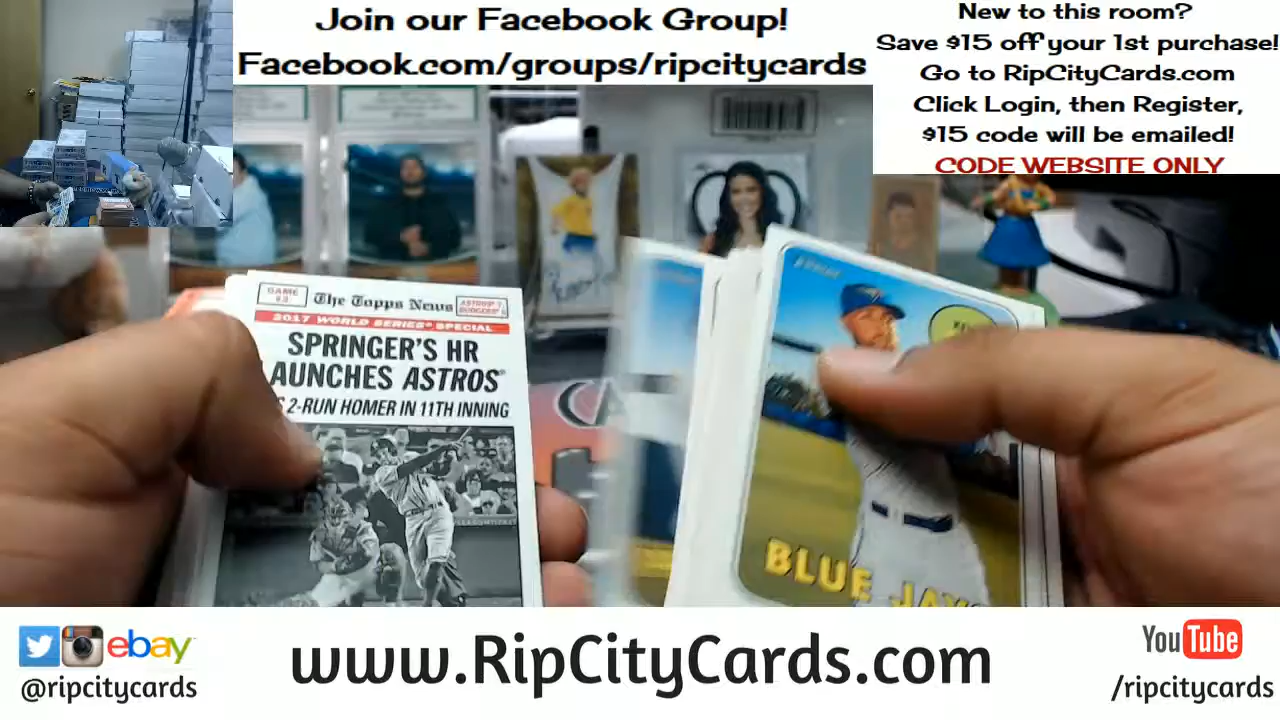 Join our Facebook Group!
Facebook.com/groups/ripcitycards
New to this room?
Save $15 off your 1st purchase!
Go to RipCityCards.com
Click Login, then Register,
$15 code will be emailed!
CODE WEBSITE ONLY
GAME
The Topps News
2017 WORLD SERIES SPECIAL
SPRINGER'S HR
AUNCHES ASTROS
2-RUN HOMER IN 11TH INNING
BLUE JAY
ebay
@ripcitycards
www.RipCityCards.com
YouTube
/ripcitycards